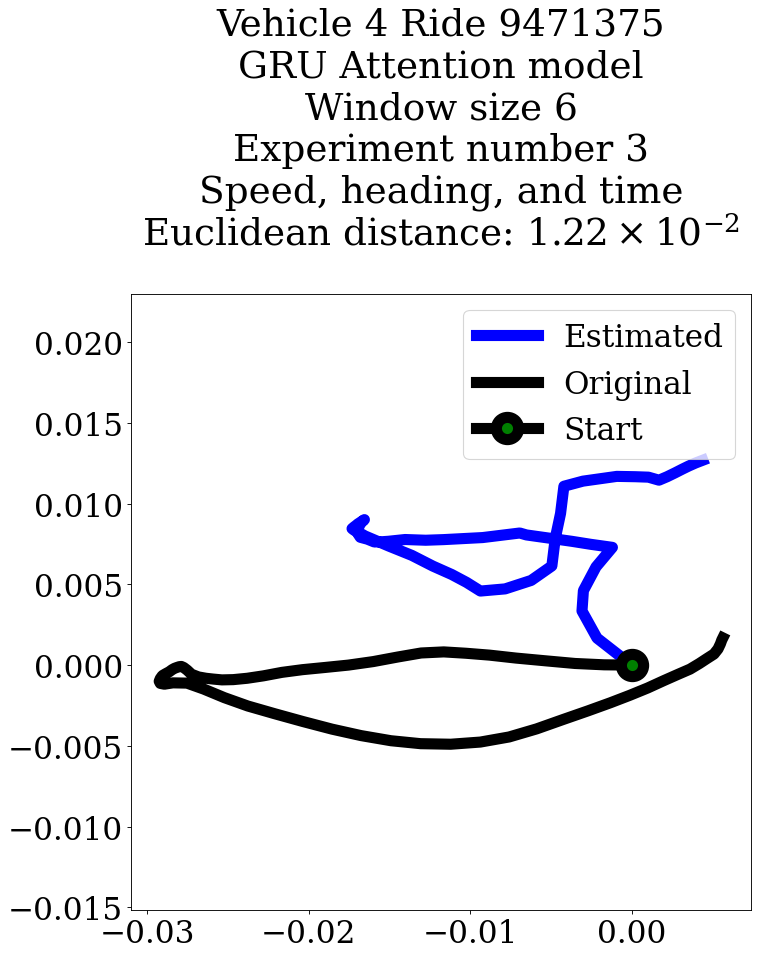 Vehicle 4 Ride 9471375
GRU Attention model
Window size 6
Experiment number 3
Speed, heading, and time
Euclidean distance: 1.22 × 10⁻²
Estimated
Original
Start
0.020
0.015
0.010
0.005
0.000
−0.005
−0.010
−0.015
−0.03 −0.02 −0.01 0.00